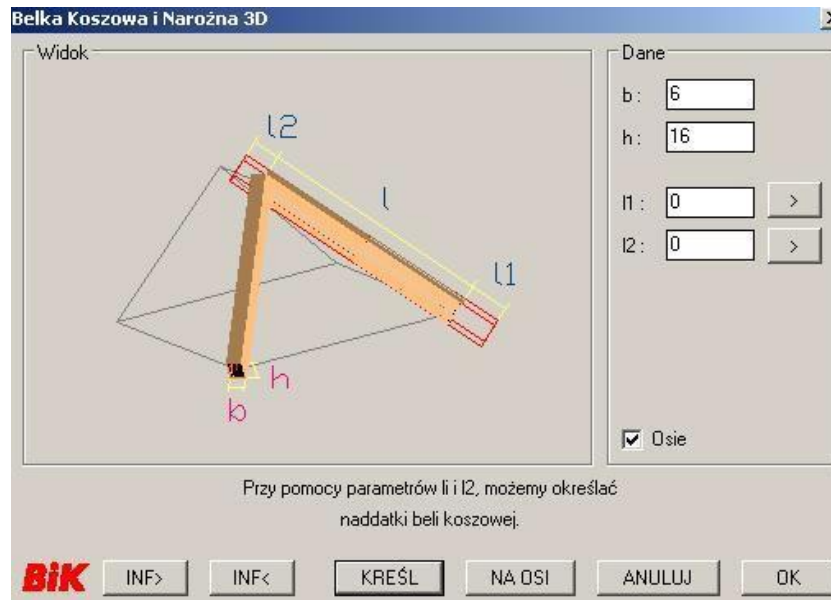 Belka Koszowa i Narożna 3D
Widok
l2
l
l1
h
b
Dane
b :
6
h :
16
l1 :
0
>
l2 :
0
>
Osie
Przy pomocy parametrów li i l2, możemy określać
naddatki beli koszowej.
BiK
INF>
INF<
KREŚL
NA OSI
ANULUJ
OK